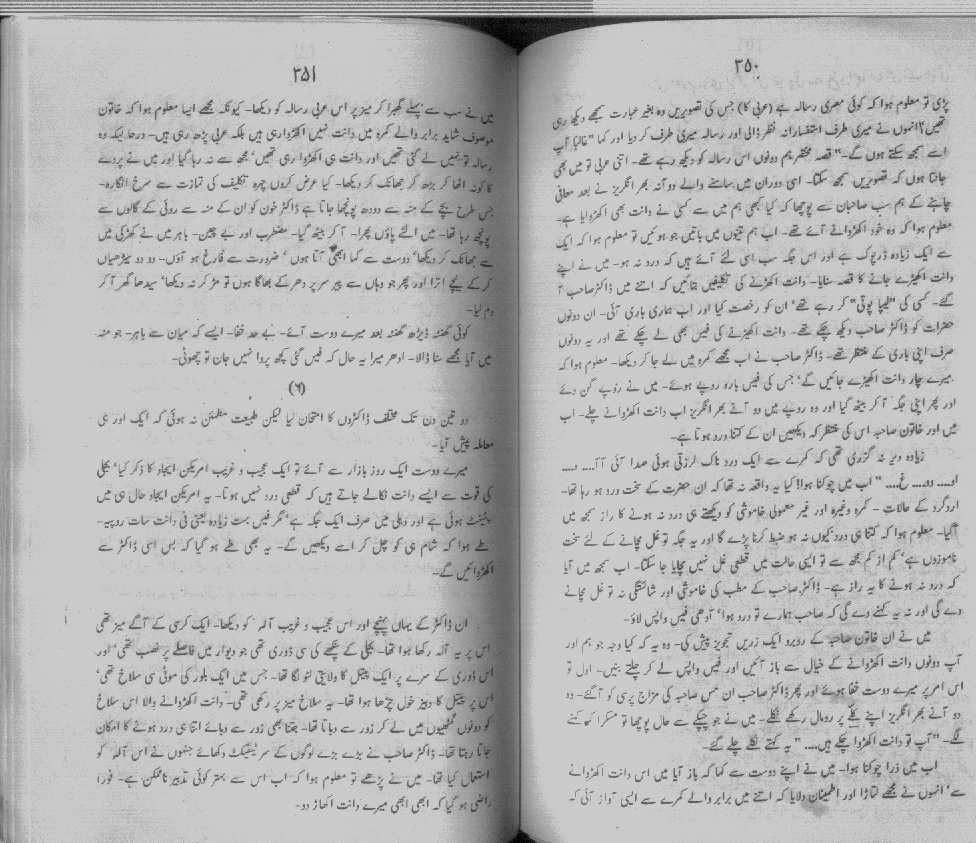 ۳۵۰
پڑی تو معلوم ہوا کہ کوئی مصری رسالہ ہے (عربی کا) جس کی تصویریں وہ بغیر عبارت سمجھے دیکھ رہی
تھیں؟ انہوں نے میری طرف استفسارانہ نظر ڈالی اور رسالہ میری طرف کر دیا اور کہا "غالباً آپ
اسے سمجھ سکتے ہوں گے۔" قصہ مختصر ہم دونوں اس رسالہ کو دیکھ رہے تھے۔ اتنی عربی تو میں بھی
جانتا ہوں کہ تصویریں سمجھ سکتا۔ اسی دوران میں سامنے والے دو آنہ بھر انگریز نے بعد معافی
چاہنے کے ہم سب صاحبان سے پوچھا کہ کیا کبھی ہم میں سے کسی نے دانت بھی اکھڑوایا ہے۔
معلوم ہوا کہ وہ خود اکھڑوانے آئے تھے۔ اب ہم تینوں میں باتیں جو ہوئیں تو معلوم ہوا کہ ایک
سے ایک زیادہ ڈرپوک ہے اور اس جگہ سب اسی لئے آئے ہیں کہ درد نہ ہو۔ میں نے اپنے
دانت اکھیڑے جانے کا قصہ سنایا۔ دانت اکھڑنے کی تکلیفیں بتائیں کہ اتنے میں ڈاکٹر صاحب آ
گئے۔ کسی کی "لیپا پوتی" کر رہے تھے' ان کو رخصت کیا اور اب ہماری باری آئی۔ ان دونوں
حضرات کو ڈاکٹر صاحب دیکھ چکے تھے۔ دانت اکھیڑنے کی فیس بھی لے چکے تھے اور یہ دونوں
صرف اپنی باری کے منتظر تھے۔ ڈاکٹر صاحب نے اب مجھے کمرہ میں لے جا کر دیکھا۔ معلوم ہوا کہ
میرے چار دانت اکھیڑے جائیں گے' جس کی فیس بارہ روپے ہوئے۔ میں نے روپے گن دئے
اور پھر اپنی جگہ آ کر بیٹھ گیا اور وہ روپے میں دو آنے بھر انگریز اب دانت اکھڑوانے چلے۔ اب
میں اور خاتون صاحبہ اس کی منتظر کہ دیکھیں ان کے کتنا درد ہوتا ہے۔
زیادہ دیر نہ گزری تھی کہ کمرے سے ایک درد ناک لرزتی ہوئی صدا آئی
" اب میں چوکنا ہوا! کیا یہ واقعہ نہ تھا کہ ان حضرت کے سخت درد ہو رہا تھا۔
اردگرد کے حالات ۔ کمرہ وغیرہ اور غیر معمولی خاموشی کو دیکھتے ہی درد نہ ہونے کا راز سمجھ میں
آگیا۔ معلوم ہوا کہ کتنا ہی درد کیوں نہ ہو ضبط کرنا پڑے گا اور یہ جگہ تو غل مچانے کے لئے سخت
ناموزوں ہے' کم از کم مجھ سے تو ایسی حالت میں قطعی غل نہیں مچایا جا سکتا۔ اب سمجھ میں آیا
کہ درد نہ ہونے کا یہ راز ہے۔ ڈاکٹر صاحب کے مطب کی خاموشی اور شائستگی نہ تو غل مچانے
دے گی اور نہ یہ کہنے دے گی کہ صاحب ہمارے تو درد ہوا' آدھی فیس واپس لاؤ۔
میں نے ان خاتون صاحبہ کے روبرو ایک زریں تجویز پیش کی۔ وہ یہ کہ کیا وجہ جو ہم اور
آپ دونوں دانت اکھڑوانے کے خیال سے باز آئیں اور فیس واپس لے کر چلتے بنیں۔ اول تو
اس امر پر میرے دوست خفا ہوئے اور پھر ڈاکٹر صاحب ان مس صاحبہ کی مزاج پرسی کو آگئے۔ وہ
دو آنے بھر انگریز اپنے کلے پر رومال رکھے نکلے۔ میں نے جو چپکے سے حال پوچھا تو مسکرا کر کہنے
لگے۔ "آپ تو دانت اکھڑوا چکے ہیں...." یہ کہتے نکلے چلے گئے
اب میں ذرا چوکنا ہوا۔ میں نے اپنے دوست سے کہا کہ باز آیا میں اس دانت اکھڑوانے
سے' انہوں نے مجھے لتاڑا اور اطمینان دلایا کہ اتنے میں برابر والے کمرے سے ایسی آواز آئی کہ
۳۵۱
میں نے سب سے پہلے گھبرا کر میز پر اس عربی رسالہ کو دیکھا۔ کیونکہ مجھے ایسا معلوم ہوا کہ خاتون
موصوفہ شاید برابر والے کمرہ میں دانت نہیں اکھڑوا رہی ہیں بلکہ عربی پڑھ رہی ہیں۔ درحالیکہ وہ
رسالہ تو نہیں لے گئی تھیں اور دانت ہی اکھڑوا رہی تھیں' مجھ سے نہ رہا گیا اور میں نے پردے
کا کونہ اٹھا کر بڑھ کر جھانک کر دیکھا۔ کیا عرض کروں چہرہ تکلیف کی تمازت سے سرخ انگارہ۔
جس طرح بچے کے منہ سے دودھ پونچھا جاتا ہے ڈاکٹر خون کو ان کے منہ سے روئی کے گالوں سے
پونچھ رہا تھا۔ میں الٹے پاؤں پھرا۔ آ کر بیٹھ گیا۔ مضطرب اور بے چین۔ باہر میں نے کھڑکی میں
سے جھانک کر دیکھا' دوست سے کہا ابھی آتا ہوں' ضرورت سے فارغ ہو آؤں۔ دو دو سیڑھیاں
کر کے نیچے اترا اور پھر جو وہاں سے پیر سر پر دھر کے بھاگا ہوں تو مڑ کر نہ دیکھا' سیدھا گھر آ کر
دم لیا۔
کوئی گھنٹہ ڈیڑھ گھنٹہ بعد میرے دوست آئے۔ بے حد خفا۔ ایسے کہ میان سے باہر۔ جو منہ
میں آیا مجھے سنا ڈالا۔ ادھر میرا یہ حال کہ فیس گئی کچھ پروا نہیں جان تو چھوٹی۔
(۶)
دو تین دن تک مختلف ڈاکٹروں کا امتحان لیا لیکن طبیعت مطمئن نہ ہوئی کہ ایک اور ہی
معاملہ پیش آیا۔
میرے دوست ایک روز بازار سے آئے تو ایک عجیب و غریب امریکن ایجاد کا ذکر کیا' بجلی
کی قوت سے ایسے دانت نکالے جاتے ہیں کہ قطعی درد نہیں ہوتا۔ یہ امریکن ایجاد حال ہی میں
پیٹینٹ ہوئی ہے اور دہلی میں صرف ایک جگہ ہے' مگر فیس بہت زیادہ یعنی فی دانت سات روپیہ۔
طے ہوا کہ شام ہی کو چل کر اسے دیکھیں گے۔ یہ بھی طے ہو گیا کہ بس اسی ڈاکٹر سے
اکھڑوائیں گے۔
ان ڈاکٹر کے یہاں پہنچے اور اس عجیب و غریب آلہ کو دیکھا۔ ایک کرسی کے آگے میز تھی
اس پر یہ آلہ رکھا ہوا تھا۔ بجلی کے پنکھے کی سی ڈوری تھی جو دیوار میں فاصلے پر نصب تھی' اور
اس ڈوری کے سرے پر ایک پیتل کا ولایتی لٹو لگا تھا۔ جس میں ایک بلور کی موٹی سی سلاخ تھی'
اس پر پیتل کا دبیز خول چڑھا ہوا تھا۔ یہ سلاخ میز پر رکھی تھی۔ دانت اکھڑوانے والا اس سلاخ
کو دونوں مٹھیوں میں لے کر زور سے دباتا تھا۔ جتنا بھی زور سے دبائے اتنا ہی درد ہونے کا امکان
جاتا رہتا تھا۔ ڈاکٹر صاحب نے بڑے بڑے لوگوں کے سرٹیفکیٹ دکھائے جنہوں نے اس آلہ کو
استعمال کیا تھا۔ میں نے پڑھے تو معلوم ہوا کہ اب اس سے بہتر کوئی تدبیر ناممکن ہے۔ فوراً
راضی ہو گیا کہ ابھی ابھی میرے دانت اکھاڑ دو۔